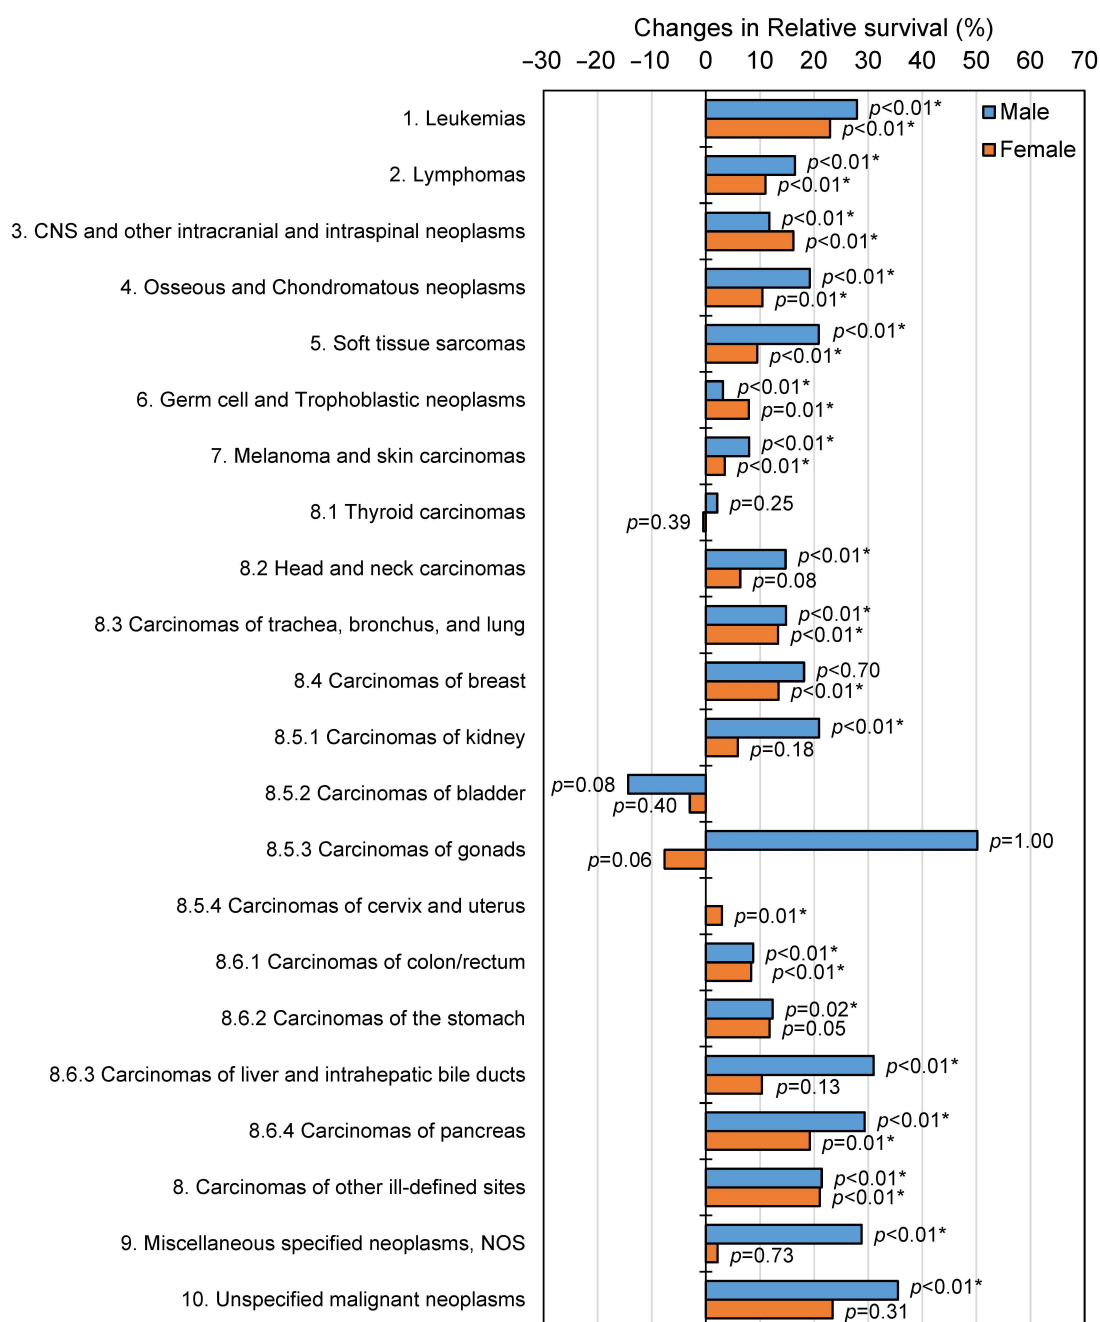 Changes in Relative survival (%)
−30 −20 −10 0 10 20 30 40 50 60 70
Male
Female
1. Leukemias
p<0.01*
p<0.01*
2. Lymphomas
p<0.01*
p<0.01*
3. CNS and other intracranial and intraspinal neoplasms
p<0.01*
p<0.01*
4. Osseous and Chondromatous neoplasms
p<0.01*
p=0.01*
5. Soft tissue sarcomas
p<0.01*
p<0.01*
6. Germ cell and Trophoblastic neoplasms
p<0.01*
p=0.01*
7. Melanoma and skin carcinomas
p<0.01*
p<0.01*
8.1 Thyroid carcinomas
p=0.25
p=0.39
8.2 Head and neck carcinomas
p<0.01*
p=0.08
8.3 Carcinomas of trachea, bronchus, and lung
p<0.01*
p<0.01*
8.4 Carcinomas of breast
p<0.70
p<0.01*
8.5.1 Carcinomas of kidney
p<0.01*
p=0.18
8.5.2 Carcinomas of bladder
p=0.08
p=0.40
8.5.3 Carcinomas of gonads
p=1.00
p=0.06
8.5.4 Carcinomas of cervix and uterus
p=0.01*
8.6.1 Carcinomas of colon/rectum
p<0.01*
p<0.01*
8.6.2 Carcinomas of the stomach
p=0.02*
p=0.05
8.6.3 Carcinomas of liver and intrahepatic bile ducts
p<0.01*
p=0.13
8.6.4 Carcinomas of pancreas
p<0.01*
p=0.01*
8. Carcinomas of other ill-defined sites
p<0.01*
p<0.01*
9. Miscellaneous specified neoplasms, NOS
p<0.01*
p=0.73
10. Unspecified malignant neoplasms
p<0.01*
p=0.31